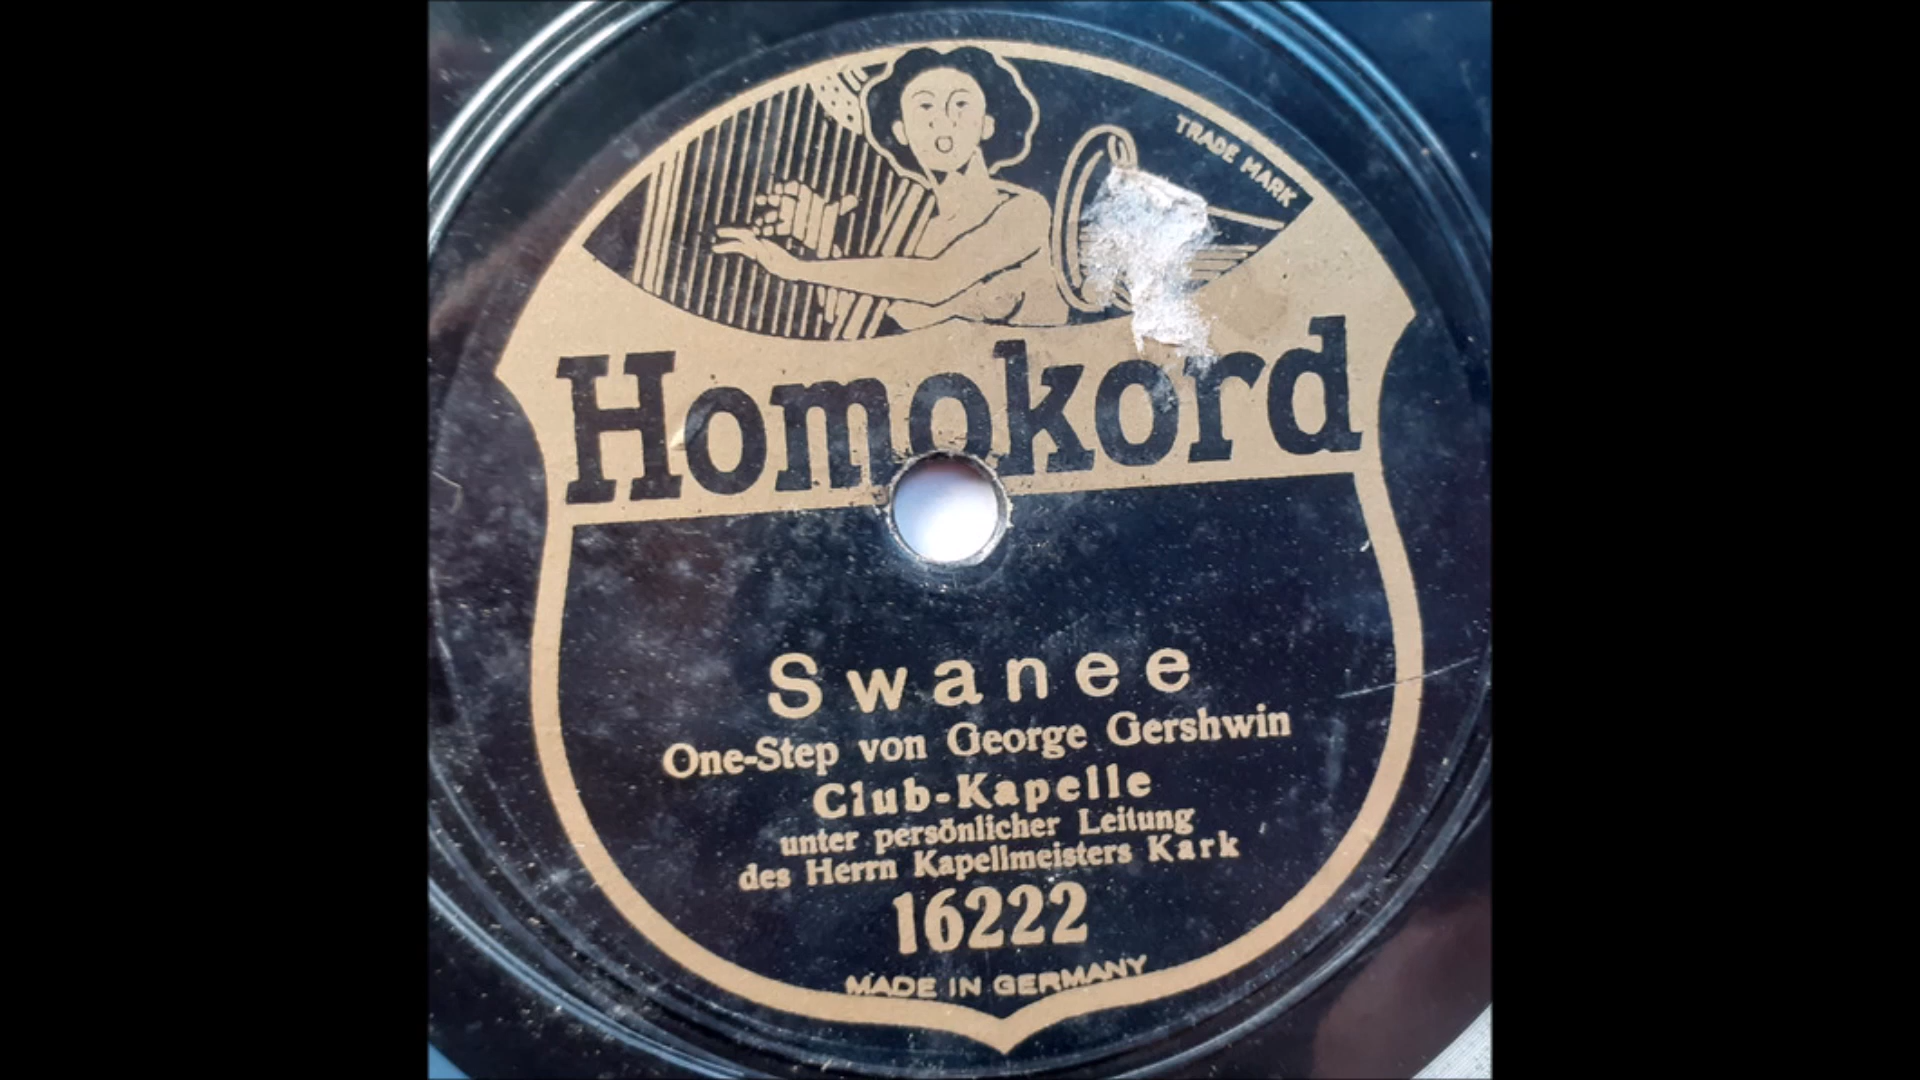 TRADE MARK
Homokord
Swanee
One-Step von George Gershwin
Club-Kapelle
unter persönlicher Leitung
des Herrn Kapellmeisters Kark
16222
MADE IN GERMANY